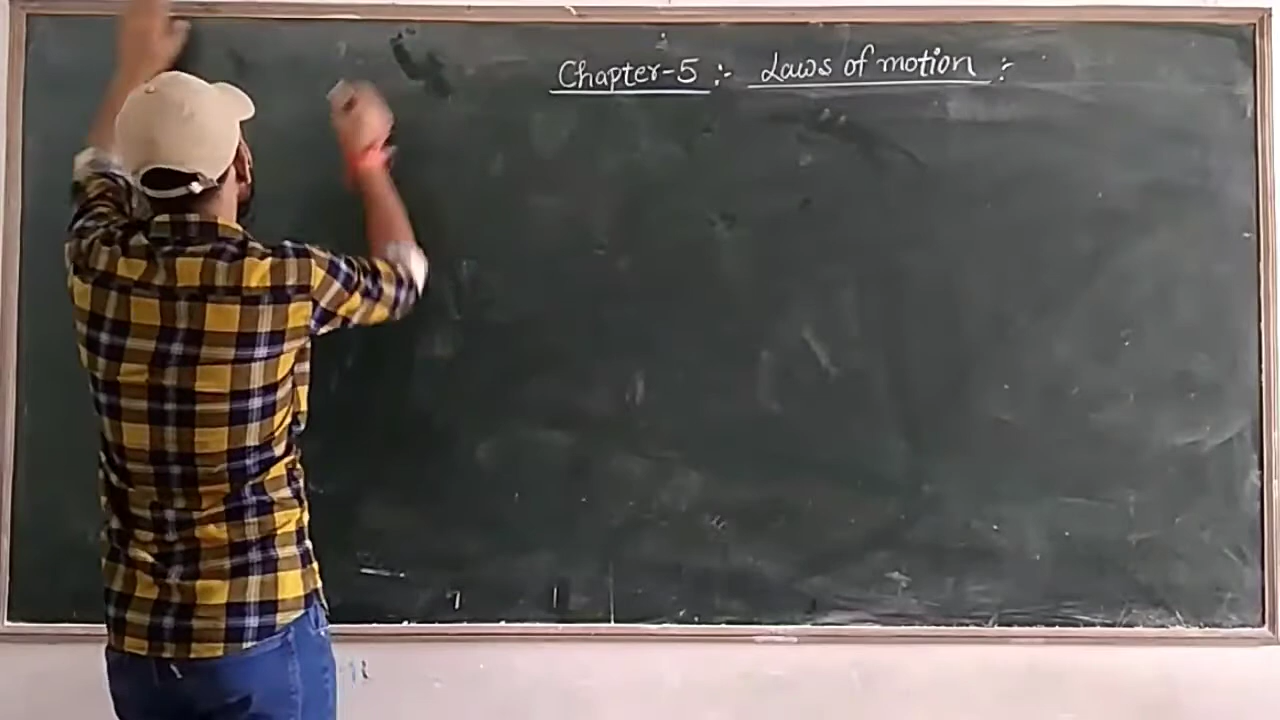 Chapter-5 :- Laws of motion :-